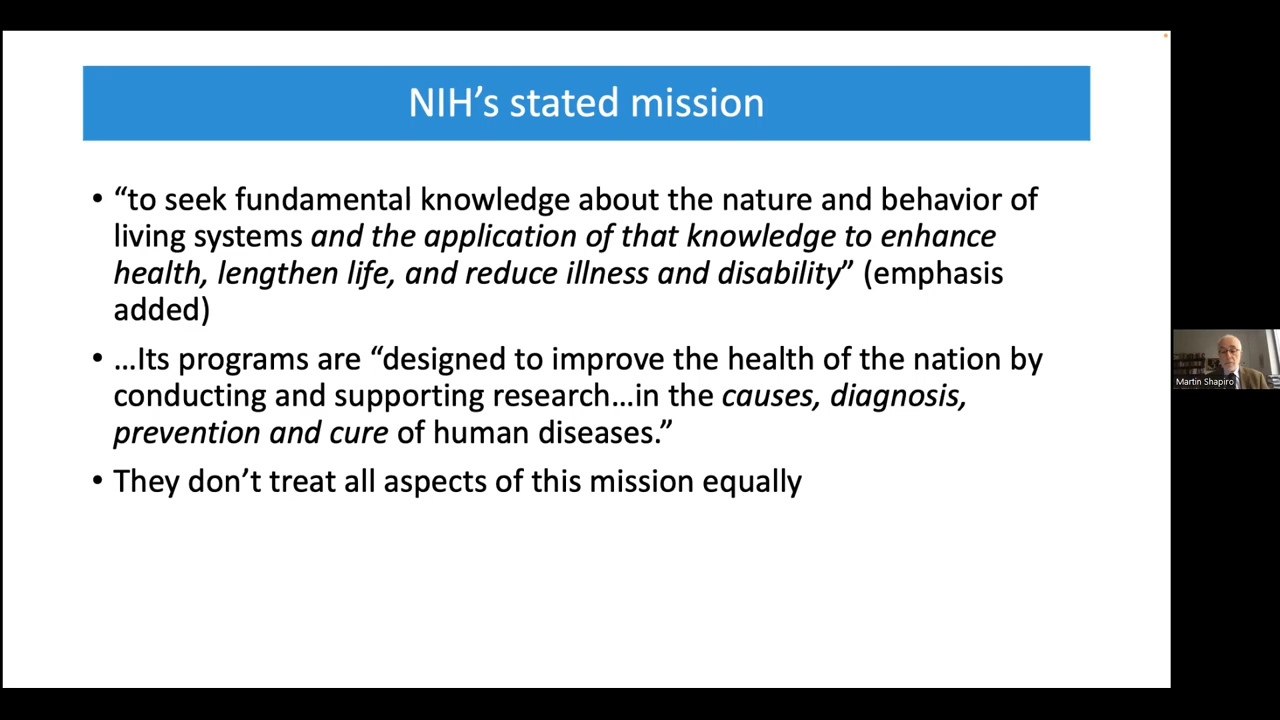 NIH’s stated mission
• “to seek fundamental knowledge about the nature and behavior of
living systems and the application of that knowledge to enhance
health, lengthen life, and reduce illness and disability” (emphasis
added)
• …Its programs are “designed to improve the health of the nation by
conducting and supporting research…in the causes, diagnosis,
prevention and cure of human diseases.”
• They don’t treat all aspects of this mission equally
Martin Shapiro